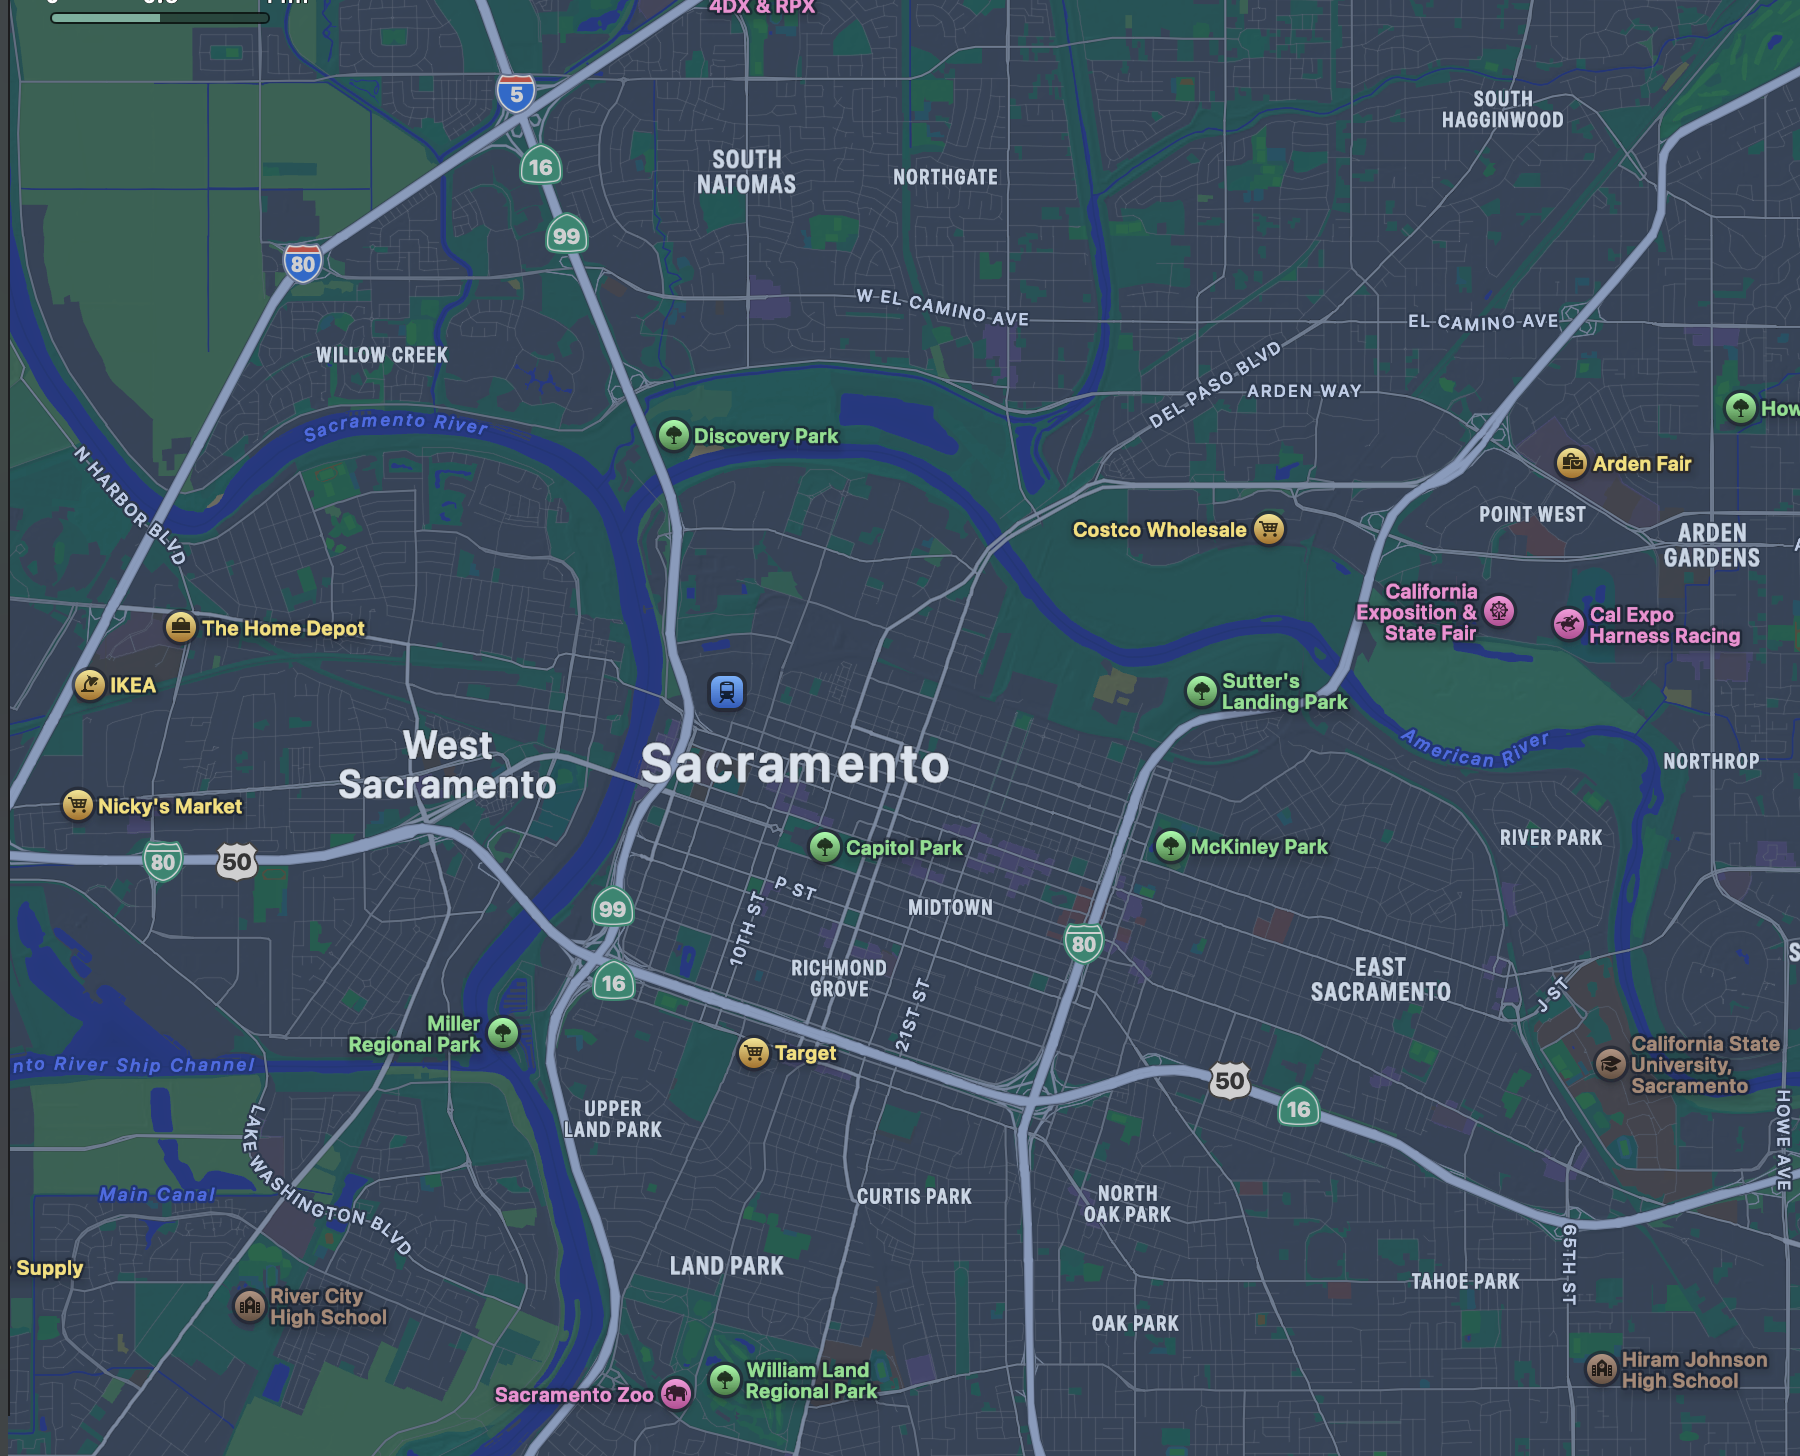 4DX & RPX
5
SOUTH
HAGGINWOOD
16
SOUTH
NATOMAS
NORTHGATE
99
80
W EL CAMINO AVE
EL CAMINO AVE
WILLOW CREEK
DEL PASO BLVD
ARDEN WAY
How
Sacramento River
Discovery Park
N HARBOR BLVD
Arden Fair
Costco Wholesale
POINT WEST
ARDEN
GARDENS
California
Exposition &
State Fair
Cal Expo
Harness Racing
The Home Depot
IKEA
Sutter's
Landing Park
West
Sacramento
Sacramento
American River
NORTHROP
Nicky's Market
RIVER PARK
Capitol Park
McKinley Park
80
50
P ST
99
10TH ST
MIDTOWN
80
RICHMOND
GROVE
EAST
SACRAMENTO
16
21ST ST
J ST
Miller
Regional Park
Target
California State
University,
Sacramento
nto River Ship Channel
50
16
UPPER
LAND PARK
HOWE AVE
LAKE WASHINGTON BLVD
Main Canal
CURTIS PARK
NORTH
OAK PARK
65TH ST
Supply
LAND PARK
TAHOE PARK
River City
High School
OAK PARK
William Land
Regional Park
Sacramento Zoo
Hiram Johnson
High School